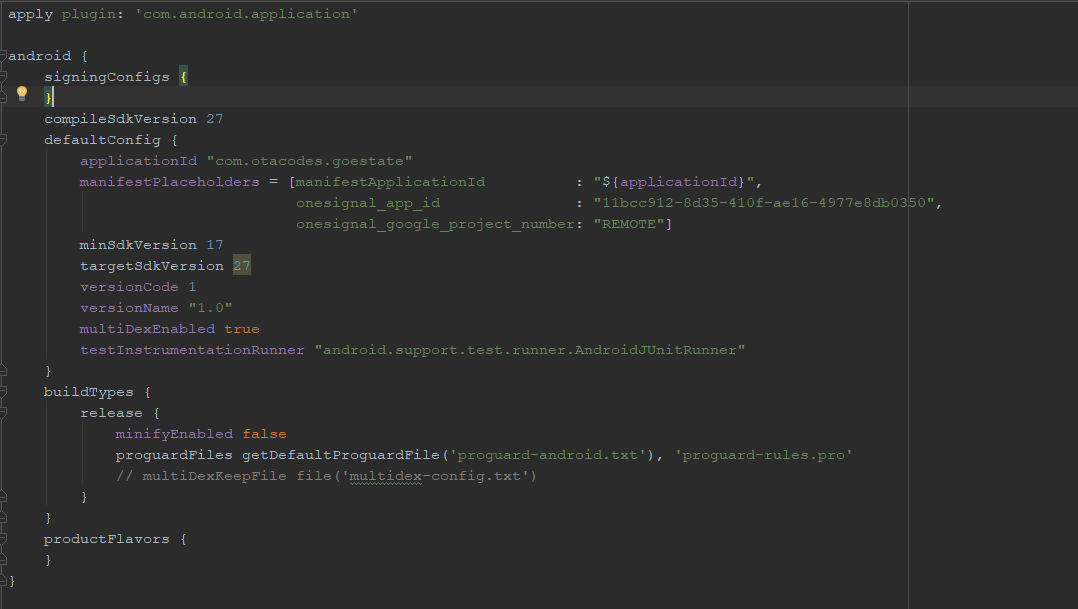 apply plugin: 'com.android.application'
android {
signingConfigs {
}
compileSdkVersion 27
defaultConfig {
applicationId "com.otacodes.goestate"
manifestPlaceholders = [manifestApplicationId : "${applicationId}",
onesignal_app_id : "11bcc912-8d35-410f-ae16-4977e8db0350",
onesignal_google_project_number: "REMOTE"]
minSdkVersion 17
targetSdkVersion 27
versionCode 1
versionName "1.0"
multiDexEnabled true
testInstrumentationRunner "android.support.test.runner.AndroidJUnitRunner"
}
buildTypes {
release {
minifyEnabled false
proguardFiles getDefaultProguardFile('proguard-android.txt'), 'proguard-rules.pro'
// multiDexKeepFile file('multidex-config.txt')
}
}
productFlavors {
}
}